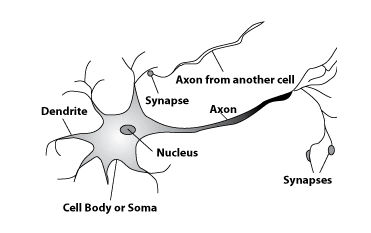 Axon from another cell
Synapse
Dendrite
Axon
Nucleus
Synapses
Cell Body or Soma